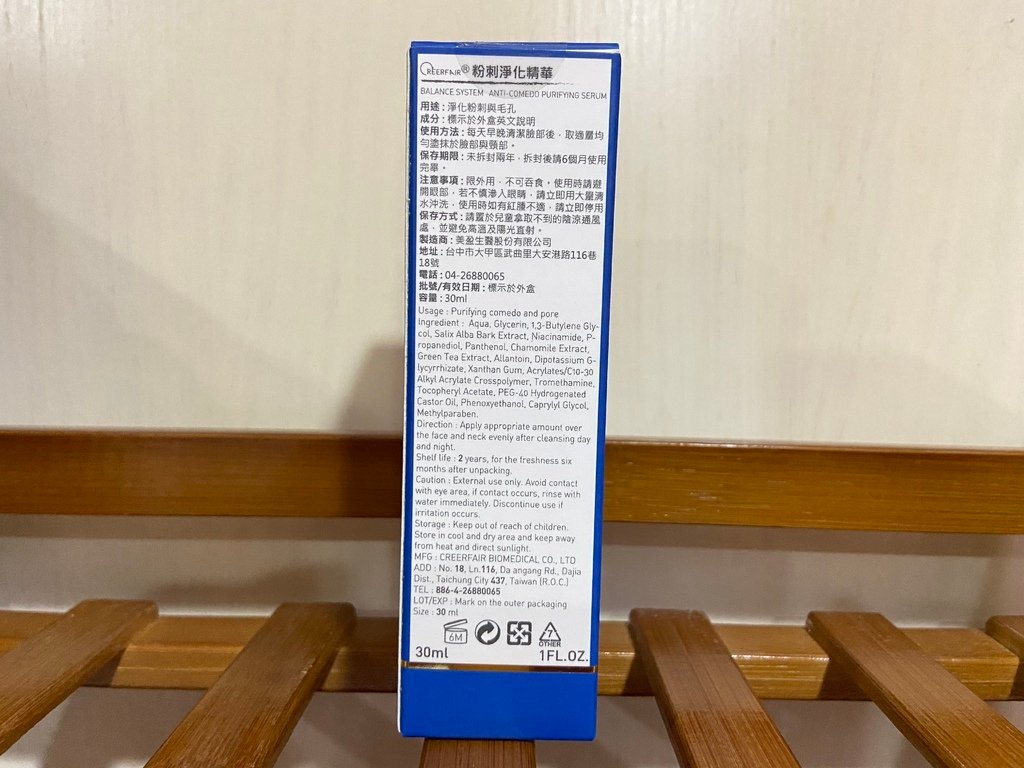 CREERFAIR® 粉刺淨化精華
BALANCE SYSTEM ANTI-COMEDO PURIFYING SERUM
用途：淨化粉刺與毛孔
成分：標示於外盒英文說明
使用方法：每天早晚清潔臉部後，取適量均
勻塗抹於臉部與頸部。
保存期限：未拆封兩年，拆封後請6個月使用
完畢。
注意事項：限外用，不可吞食。使用時請避
開眼部，若不慎滲入眼睛，請立即用大量清
水沖洗，使用時如有紅腫不適，請立即停用
保存方式：請置於兒童拿取不到的陰涼通風
處，並避免高溫及陽光直射。
製造商：美盈生醫股份有限公司
地址：台中市大甲區武曲里大安港路116巷
18號
電話：04-26880065
批號/有效日期：標示於外盒
容量：30ml
Usage : Purifying comedo and pore
Ingredient : Aqua, Glycerin, 1,3-Butylene Gly-
col, Salix Alba Bark Extract, Niacinamide, P-
ropanediol, Panthenol, Chamomile Extract,
Green Tea Extract, Allantoin, Dipotassium G-
lycyrrhizate, Xanthan Gum, Acrylates/C10-30
Alkyl Acrylate Crosspolymer, Tromethamine,
Tocopheryl Acetate, PEG-40 Hydrogenated
Castor Oil, Phenoxyethanol, Caprylyl Glycol,
Methylparaben.
Direction : Apply appropriate amount over
the face and neck evenly after cleansing day
and night.
Shelf life : 2 years, for the freshness six
months after unpacking.
Caution : External use only. Avoid contact
with eye area, if contact occurs, rinse with
water immediately. Discontinue use if
irritation occurs.
Storage : Keep out of reach of children.
Store in cool and dry area and keep away
from heat and direct sunlight.
MFG : CREERFAIR BIOMEDICAL CO., LTD
ADD : No. 18, Ln.116, Da angang Rd., Dajia
Dist., Taichung City 437, Taiwan (R.O.C.)
TEL : 886-4-26880065
LOT/EXP : Mark on the outer packaging
Size : 30 ml
6M
7
OTHER
30ml 1FL.OZ.